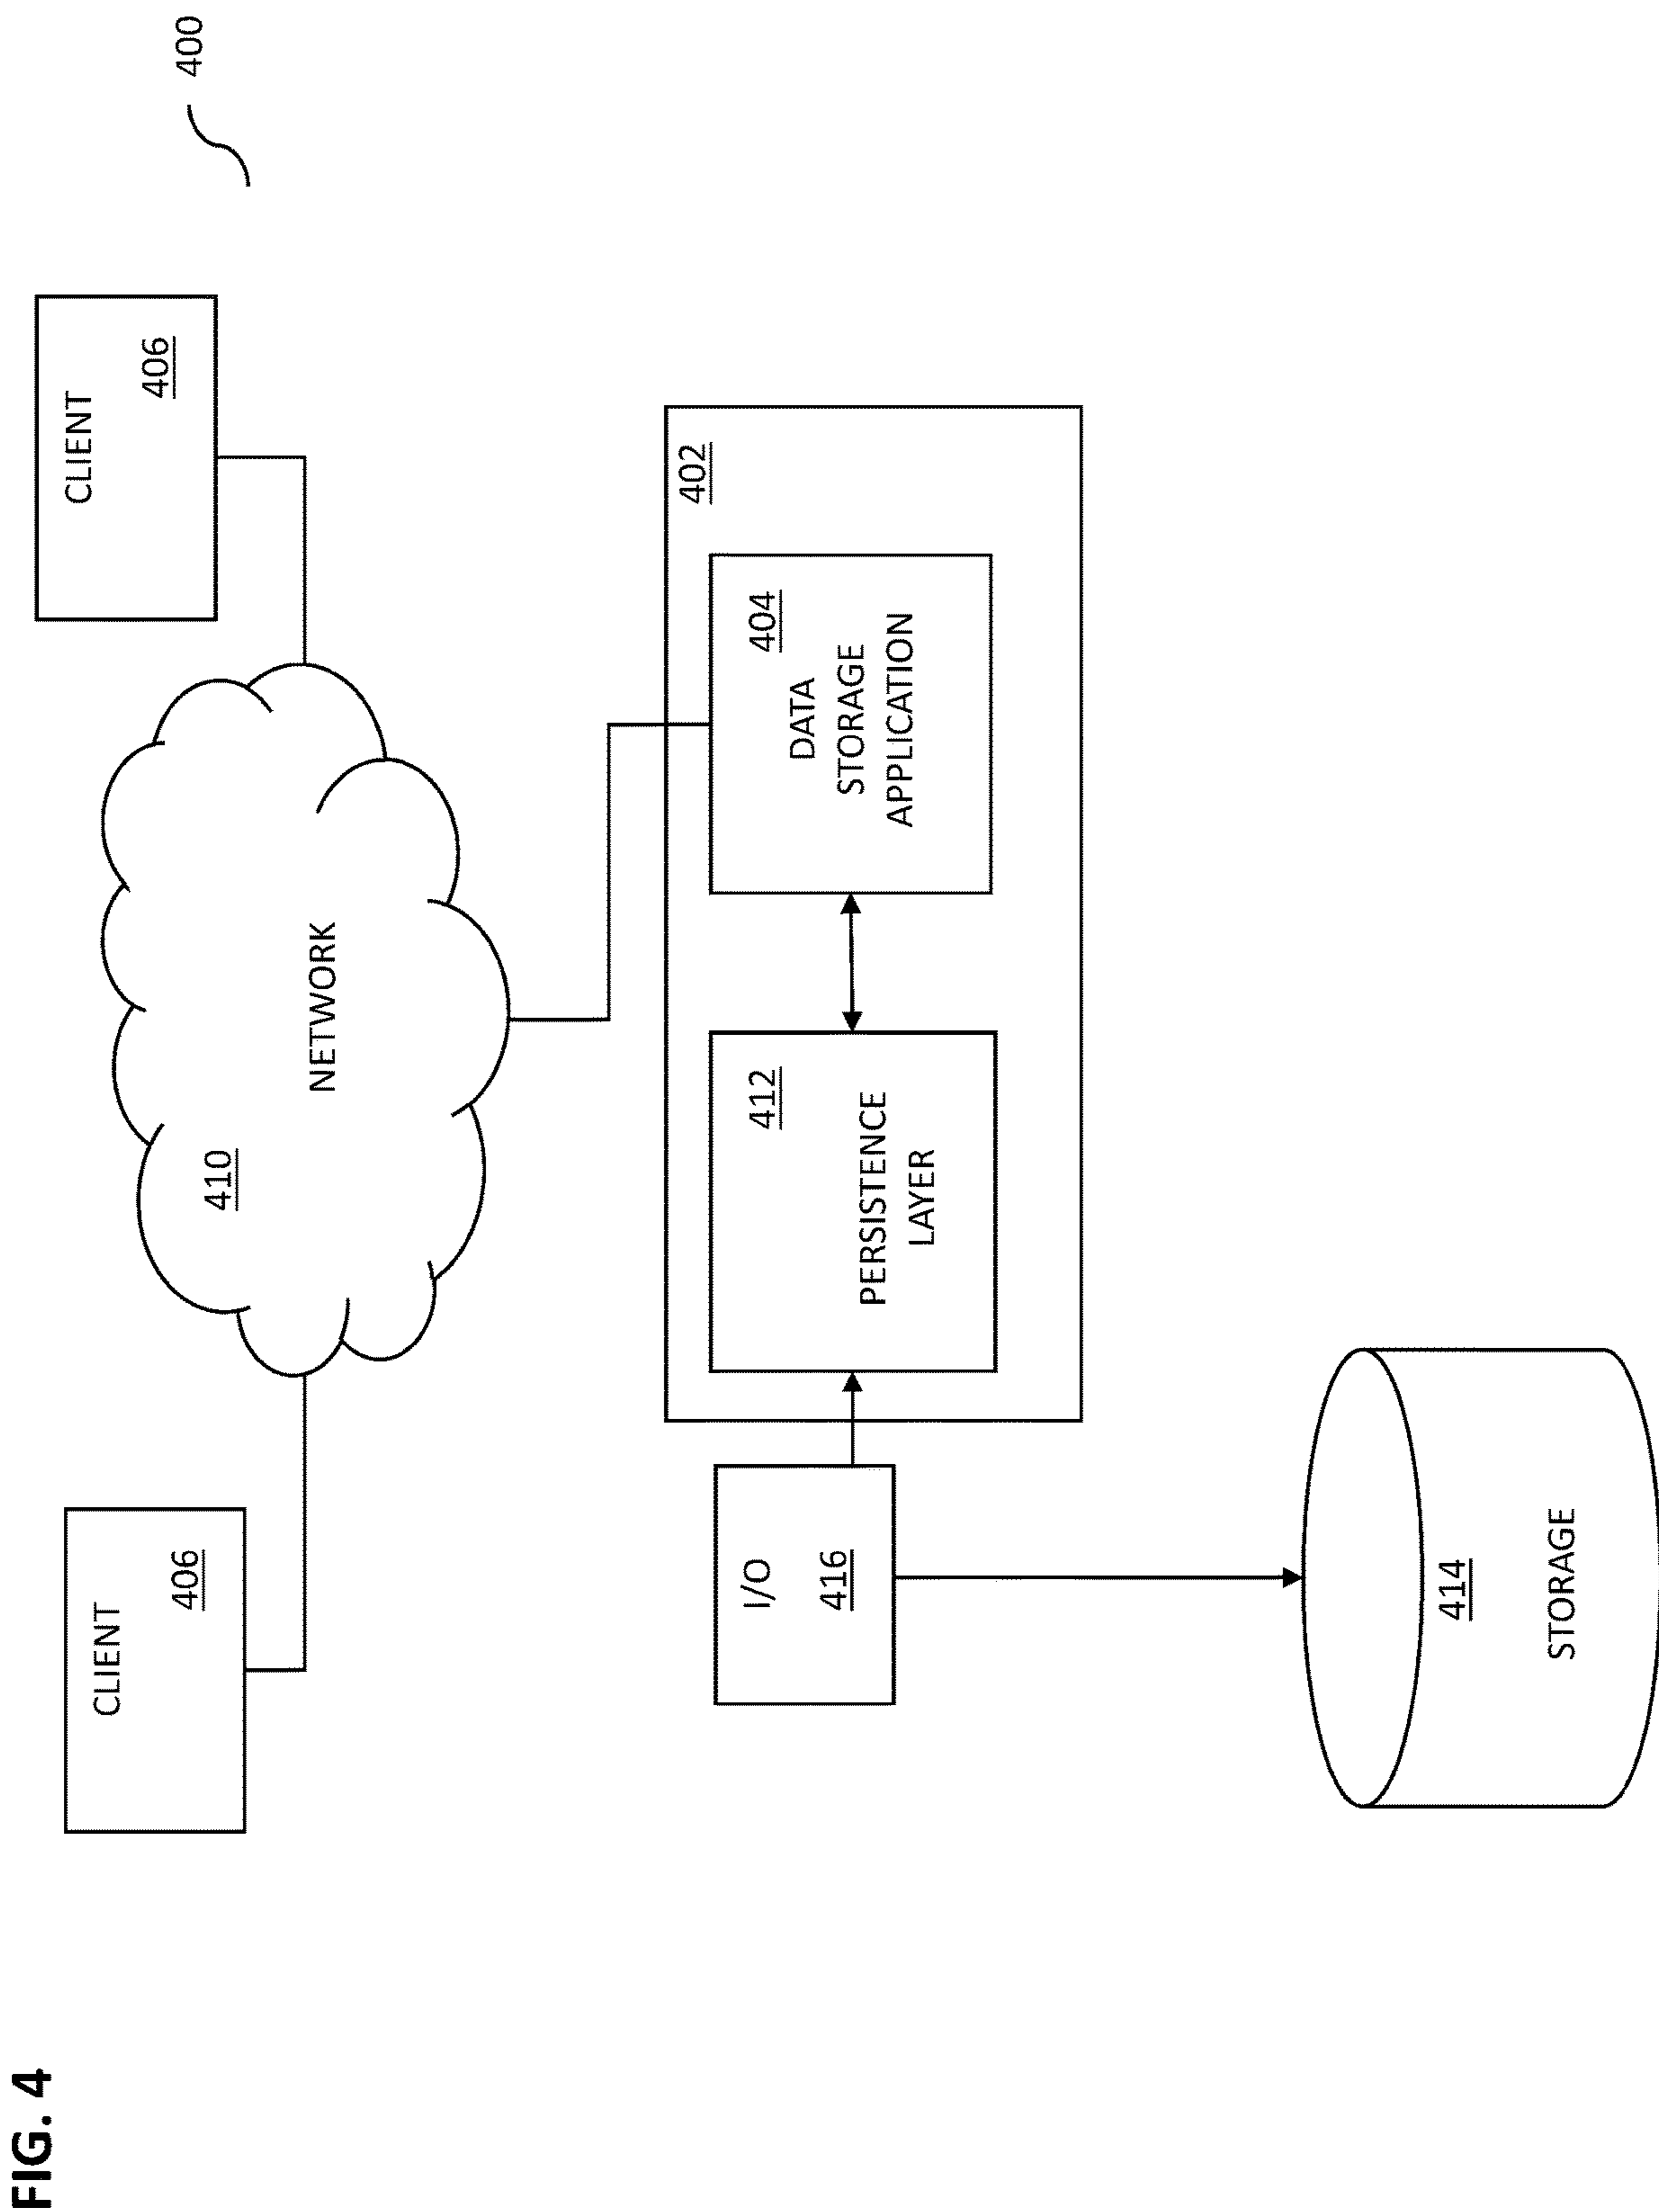 FIG. 4
400
CLIENT
406
CLIENT
406
410
NETWORK
402
I/O
416
412
PERSISTENCE
LAYER
404
DATA
STORAGE
APPLICATION
414
STORAGE